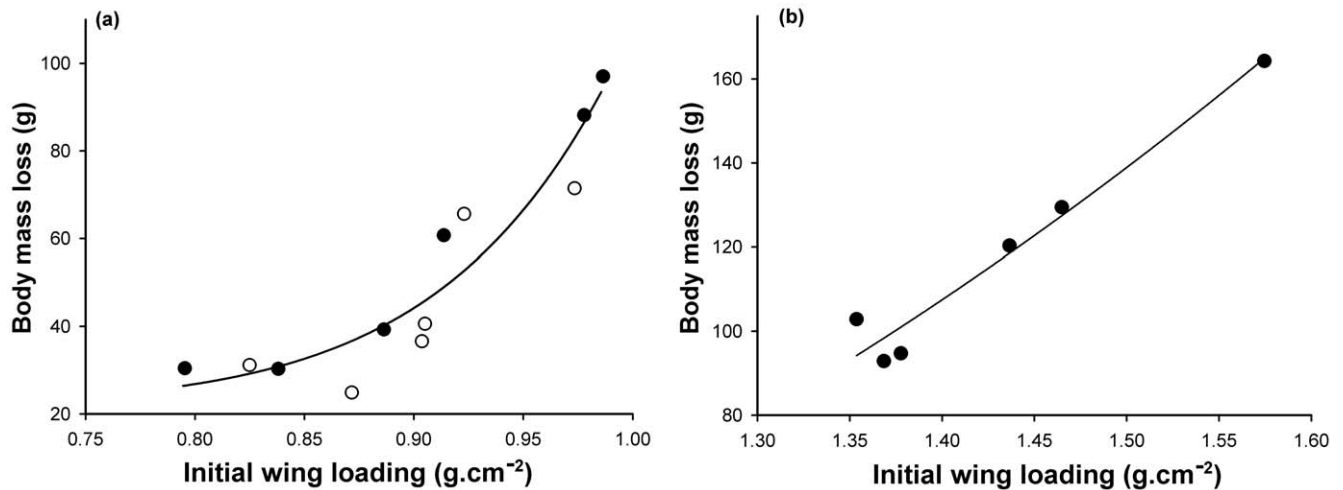 (a)
Body mass loss (g)
100
80
60
40
20
0.75 0.80 0.85 0.90 0.95 1.00
Initial wing loading (g.cm⁻²)
(b)
Body mass loss (g)
160
140
120
100
80
1.30 1.35 1.40 1.45 1.50 1.55 1.60
Initial wing loading (g.cm⁻²)